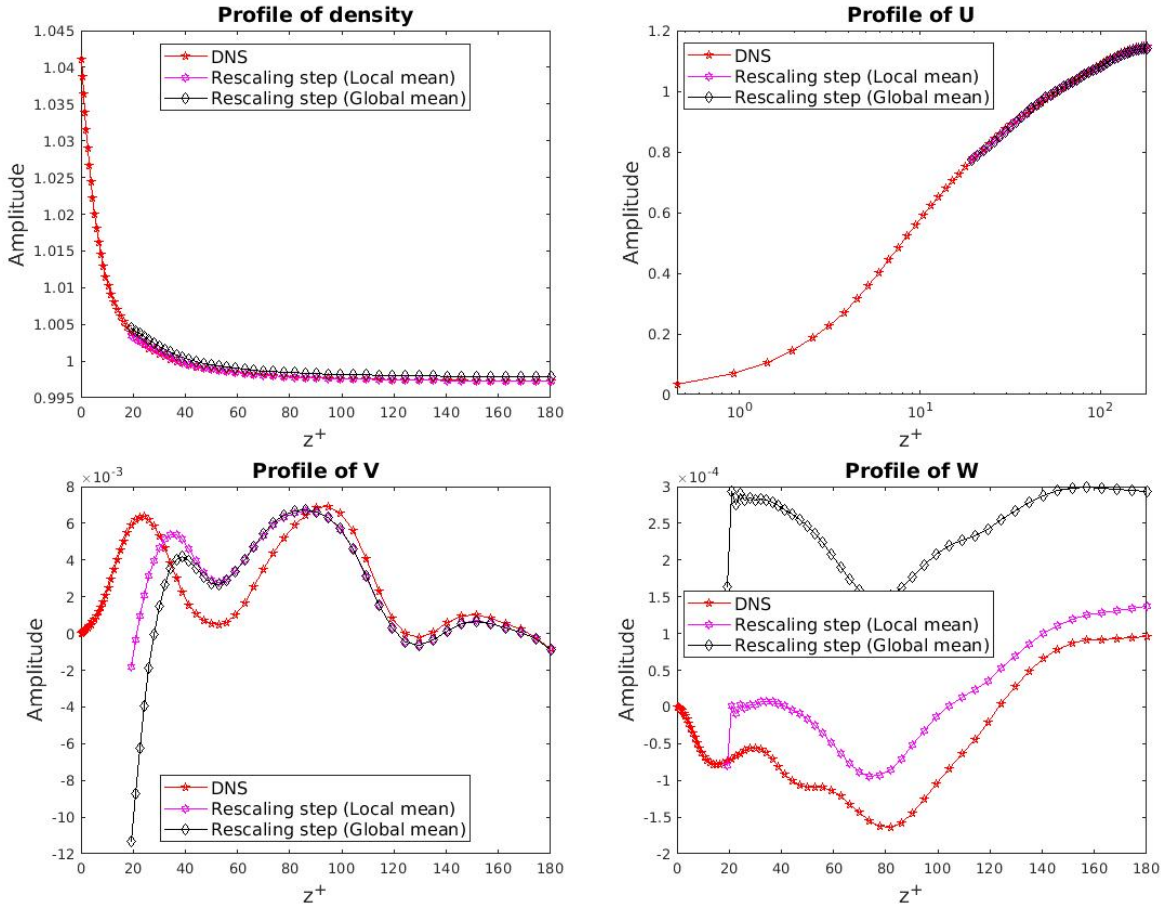 Profile of density
1.045
1.04
1.035
1.03
1.025
1.02
1.015
1.01
1.005
1
0.995
Amplitude
DNS
Rescaling step (Local mean)
Rescaling step (Global mean)
0 20 40 60 80 100 120 140 160 180
z+
Profile of U
1.2
1
0.8
0.6
0.4
0.2
0
Amplitude
DNS
Rescaling step (Local mean)
Rescaling step (Global mean)
10^0 10^1 10^2
z+
Profile of V
×10^-3
8
6
4
2
0
-2
-4
-6
-8
-10
-12
Amplitude
DNS
Rescaling step (Local mean)
Rescaling step (Global mean)
0 20 40 60 80 100 120 140 160 180
z+
Profile of W
×10^-4
3
2.5
2
1.5
1
0.5
0
-0.5
-1
-1.5
-2
Amplitude
DNS
Rescaling step (Local mean)
Rescaling step (Global mean)
0 20 40 60 80 100 120 140 160 180
z+